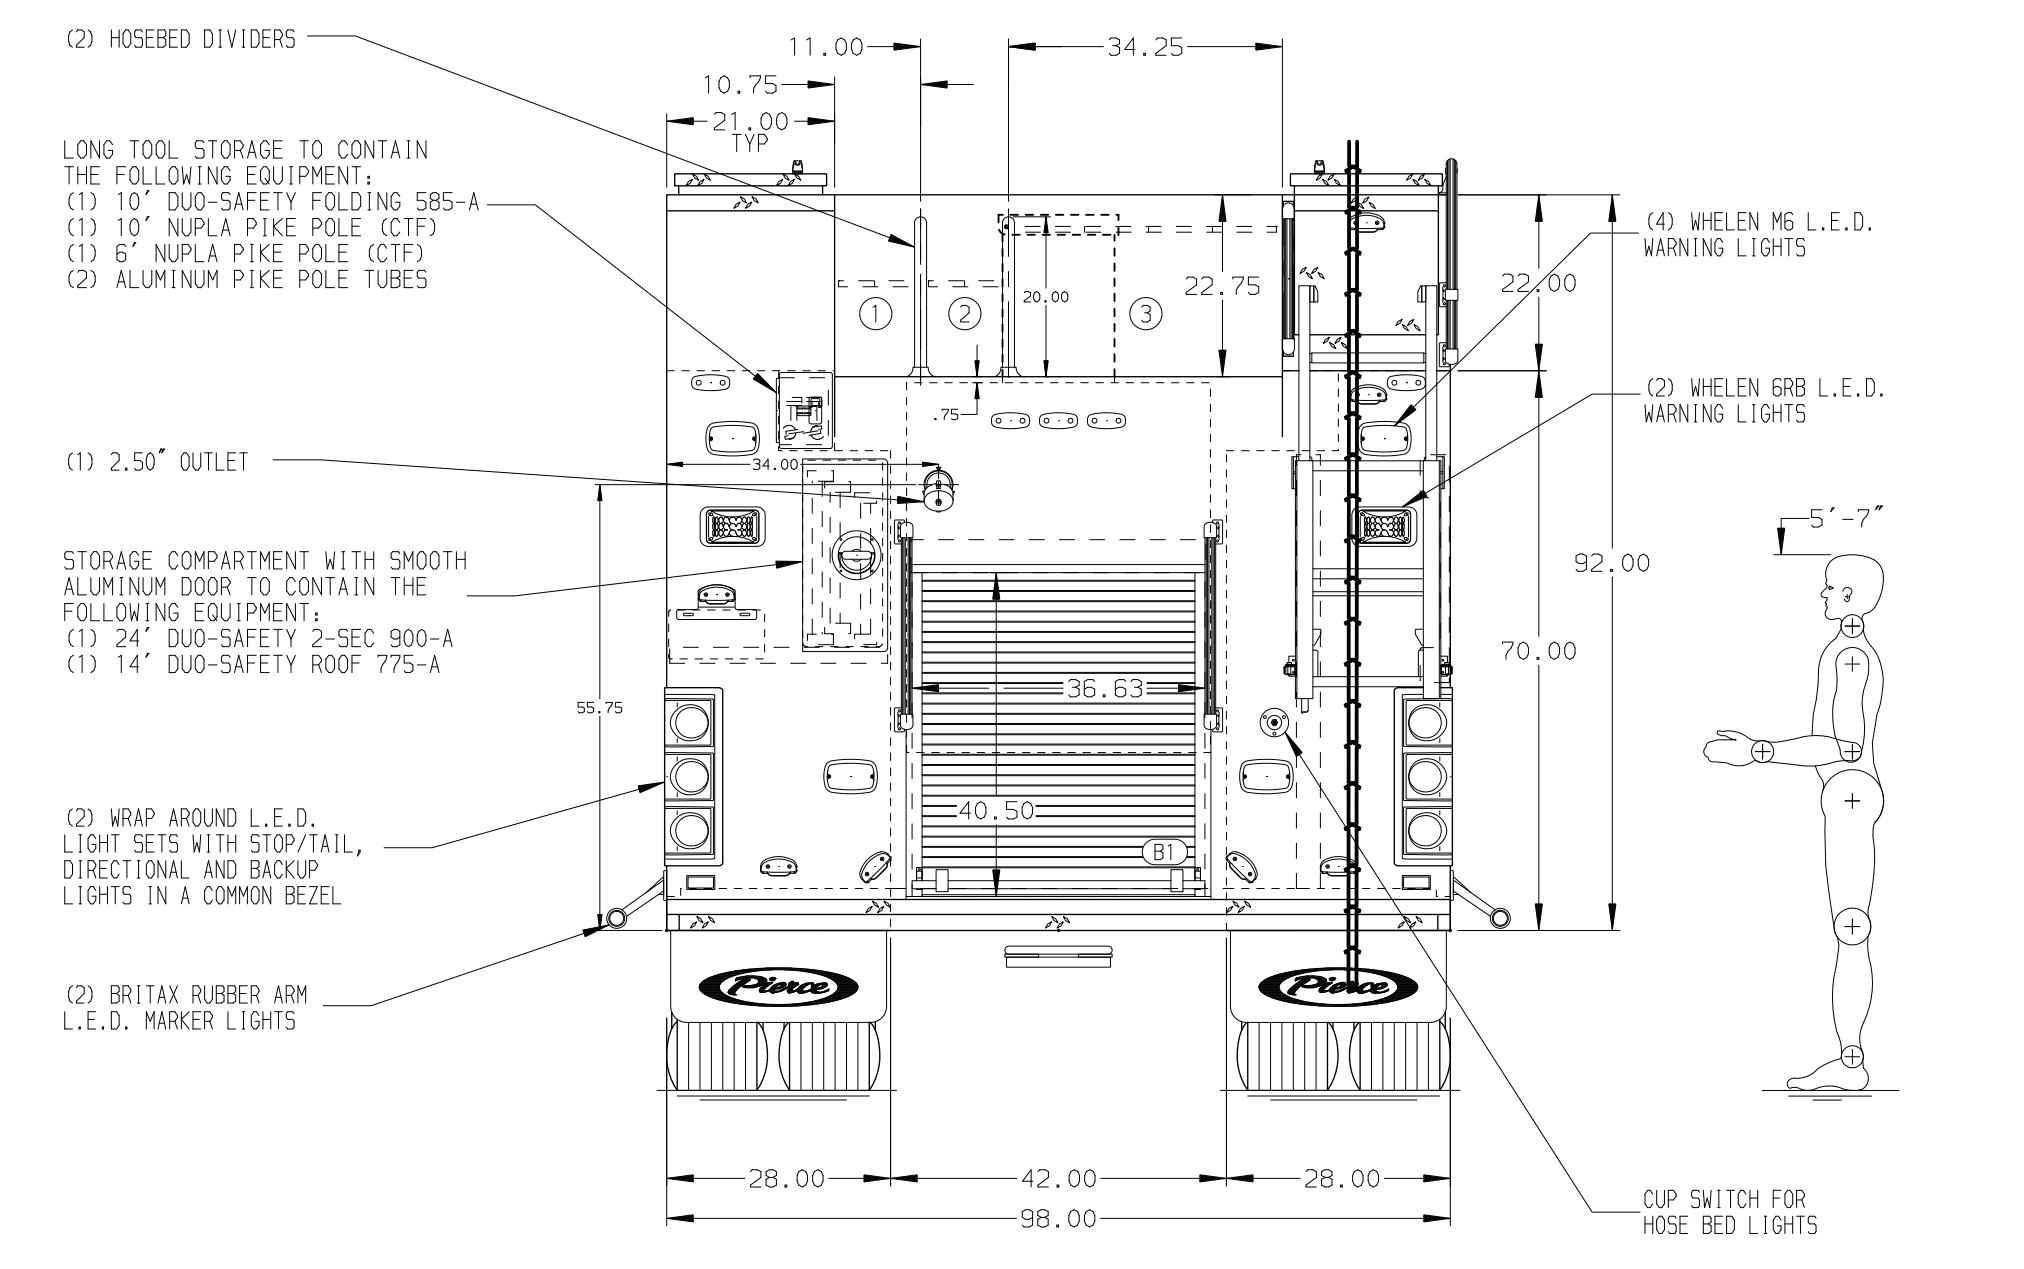 (2) HOSEBED DIVIDERS
11.00
34.25
10.75
21.00
TYP
LONG TOOL STORAGE TO CONTAIN
THE FOLLOWING EQUIPMENT:
(1) 10' DUO-SAFETY FOLDING 585-A
(1) 10' NUPLA PIKE POLE (CTF)
(1) 6' NUPLA PIKE POLE (CTF)
(2) ALUMINUM PIKE POLE TUBES
(4) WHELEN M6 L.E.D.
WARNING LIGHTS
22.75
22.00
20.00
1
2
3
(2) WHELEN 6RB L.E.D.
WARNING LIGHTS
.75
(1) 2.50" OUTLET
34.00
5'-7"
STORAGE COMPARTMENT WITH SMOOTH
ALUMINUM DOOR TO CONTAIN THE
FOLLOWING EQUIPMENT:
(1) 24' DUO-SAFETY 2-SEC 900-A
(1) 14' DUO-SAFETY ROOF 775-A
92.00
70.00
36.63
55.75
40.50
B1
(2) WRAP AROUND L.E.D.
LIGHT SETS WITH STOP/TAIL,
DIRECTIONAL AND BACKUP
LIGHTS IN A COMMON BEZEL
(2) BRITAX RUBBER ARM
L.E.D. MARKER LIGHTS
Pierce
Pierce
28.00
42.00
28.00
98.00
CUP SWITCH FOR
HOSE BED LIGHTS